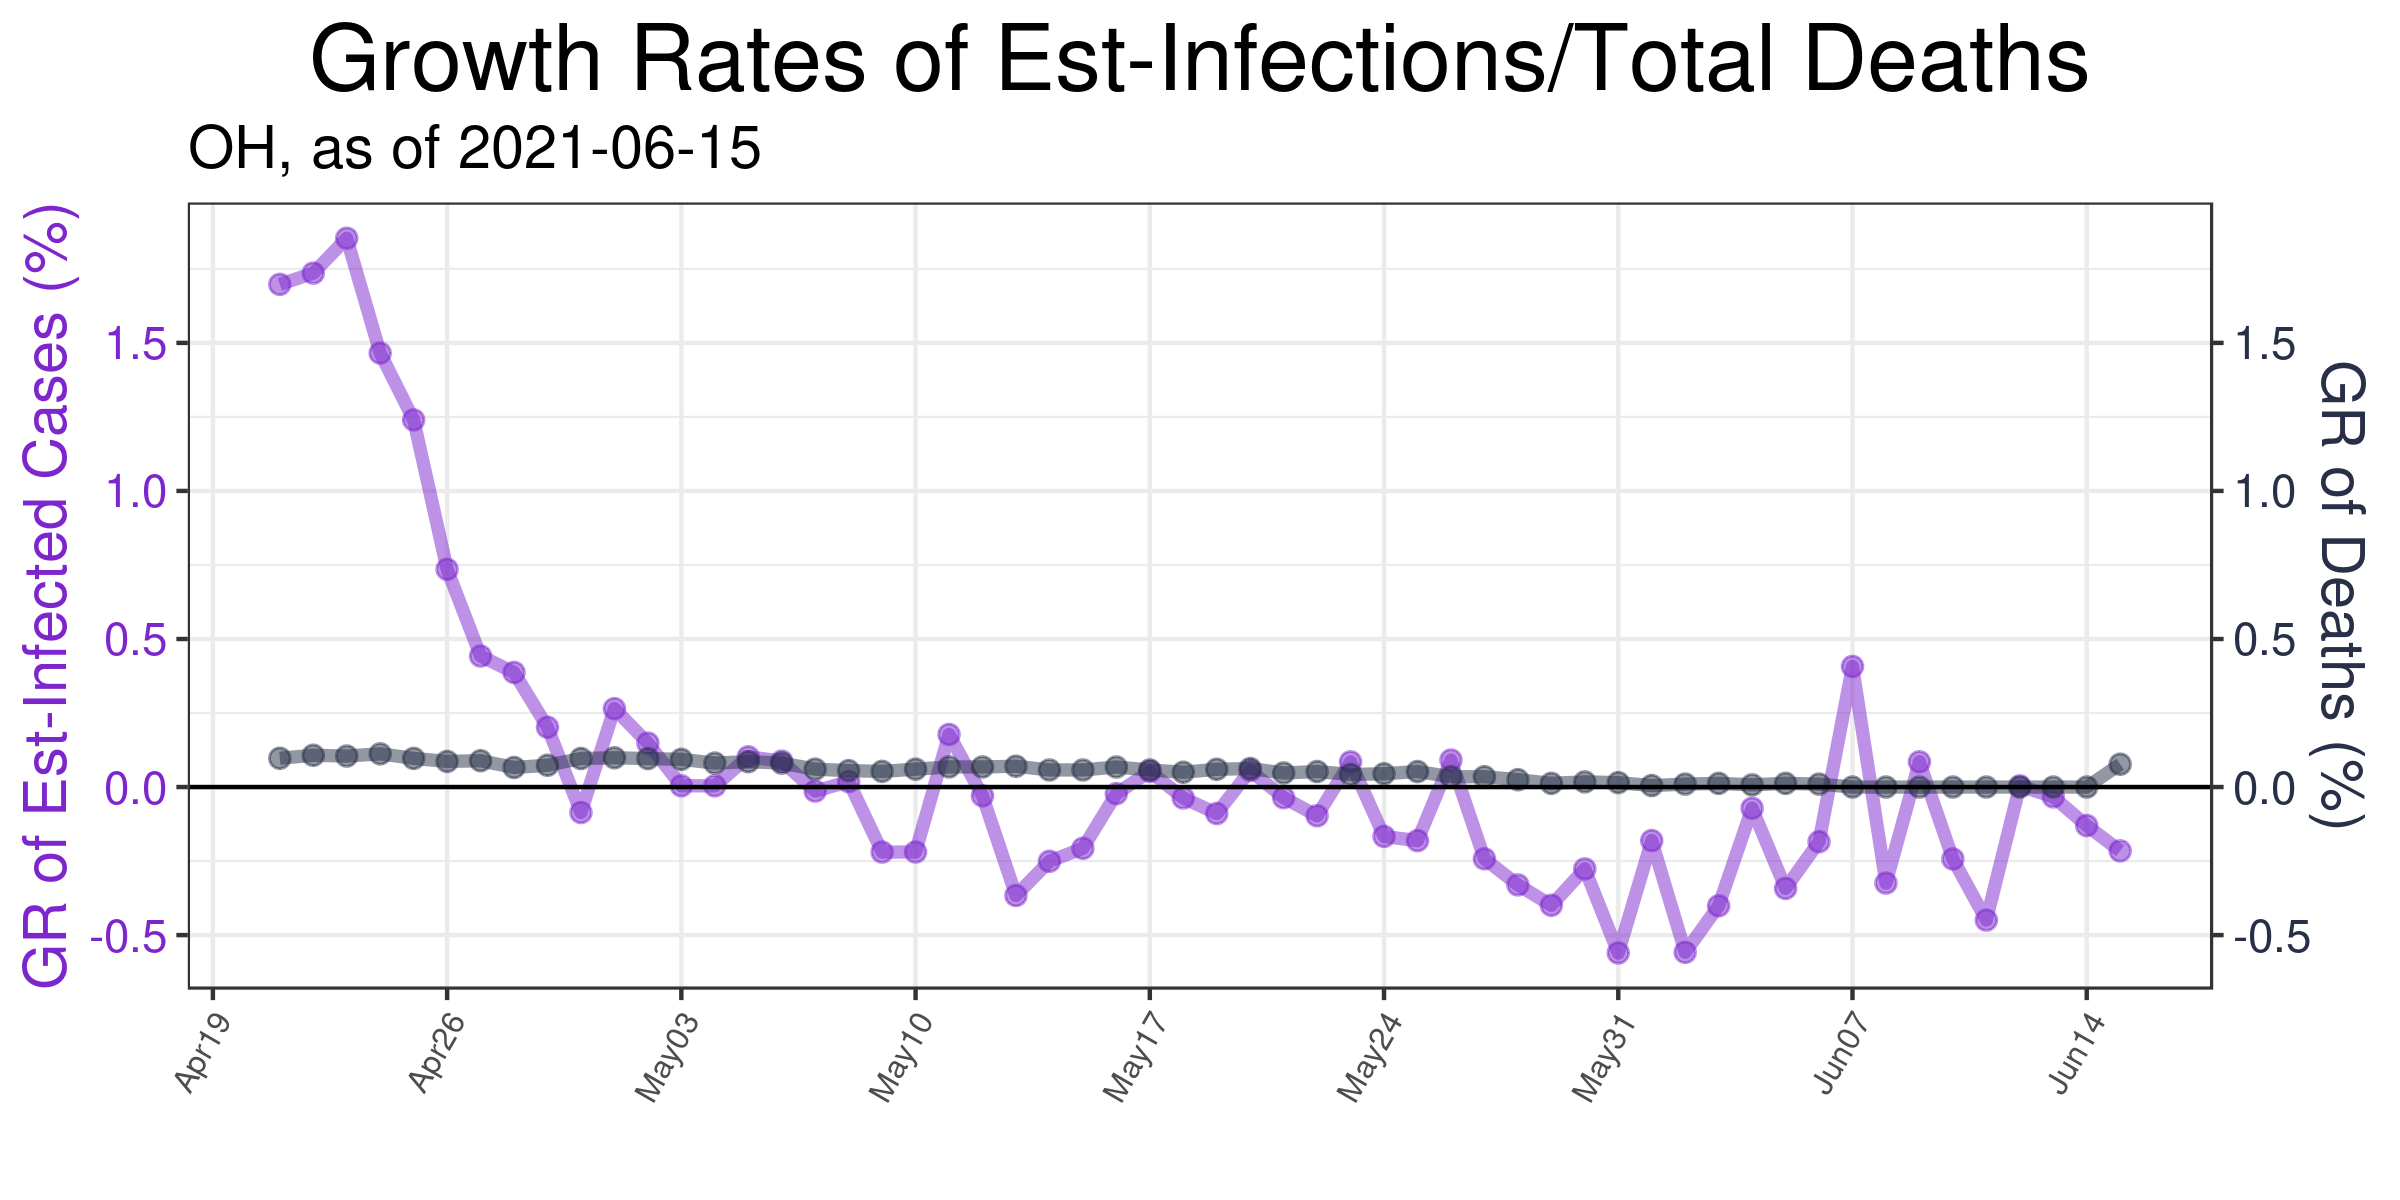 Growth Rates of Est-Infections/Total Deaths
OH, as of 2021-06-15
GR of Est-Infected Cases (%)
1.5
1.0
0.5
0.0
-0.5
1.5
1.0
0.5
0.0
-0.5
GR of Deaths (%)
Apr19
Apr26
May03
May10
May17
May24
May31
Jun07
Jun14